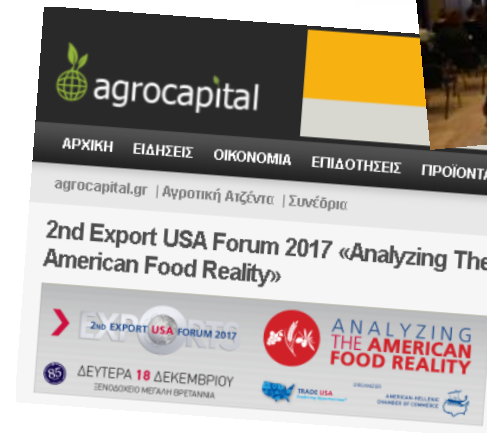 agrocapital
ΑΡΧΙΚΗ ΕΙΔΗΣΕΙΣ ΟΙΚΟΝΟΜΙΑ ΕΠΙΔΟΤΗΣΕΙΣ ΠΡΟΪΟΝΤΑ
agrocapital.gr | Αγροτική Ατζέντα | Συνέδρια
2nd Export USA Forum 2017 «Analyzing The
American Food Reality»
EXPORTS
2ND EXPORT USA FORUM 2017
ANALYZING
THE AMERICAN
FOOD REALITY
85
ΔΕΥΤΕΡΑ 18 ΔΕΚΕΜΒΡΙΟΥ
ΞΕΝΟΔΟΧΕΙΟ ΜΕΓΑΛΗ ΒΡΕΤΑΝΝΙΑ
TRADE USA
ORGANIZER
AMERICAN-HELLENIC
CHAMBER OF COMMERCE